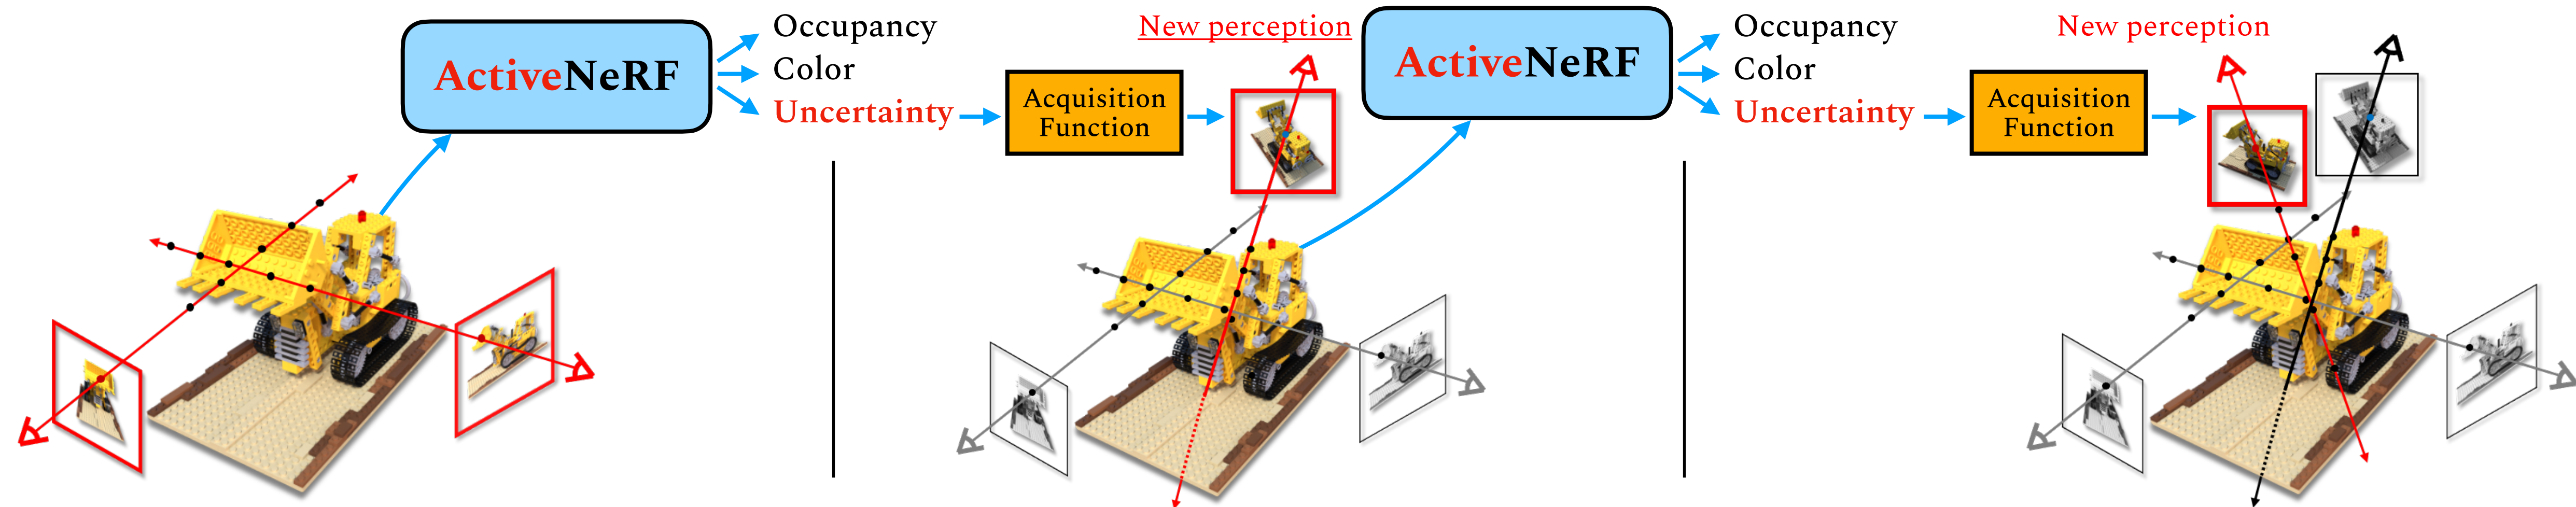 ActiveNeRF
Occupancy
Color
Uncertainty
Acquisition
Function
New perception
ActiveNeRF
Occupancy
Color
Uncertainty
Acquisition
Function
New perception